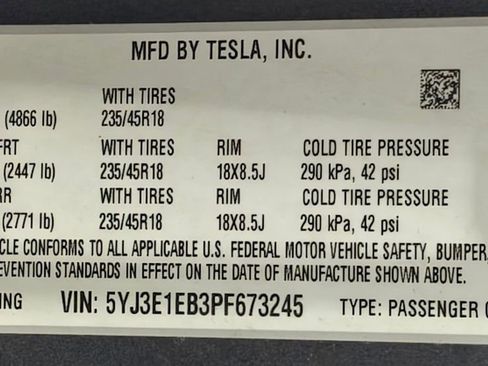 MFD BY TESLA, INC.
WITH TIRES
(4866 lb) 235/45R18
FRT WITH TIRES RIM COLD TIRE PRESSURE
(2447 lb) 235/45R18 18X8.5J 290 kPa, 42 psi
RR WITH TIRES RIM COLD TIRE PRESSURE
(2771 lb) 235/45R18 18X8.5J 290 kPa, 42 psi
ICLE CONFORMS TO ALL APPLICABLE U.S. FEDERAL MOTOR VEHICLE SAFETY, BUMPER
EVENTION STANDARDS IN EFFECT ON THE DATE OF MANUFACTURE SHOWN ABOVE.
ING VIN: 5YJ3E1EB3PF673245 TYPE: PASSENGER